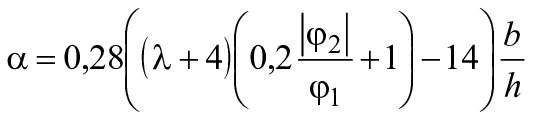 α = 0,28((λ + 4)(0,2 |φ₂|/φ₁ + 1) − 14) b/h